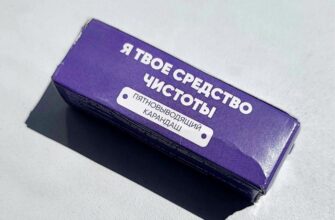 Я ТВОЕ СРЕДСТВО
ЧИСТОТЫ
ПЯТНОВЫВОДЯЩИЙ
КАРАНДАШ